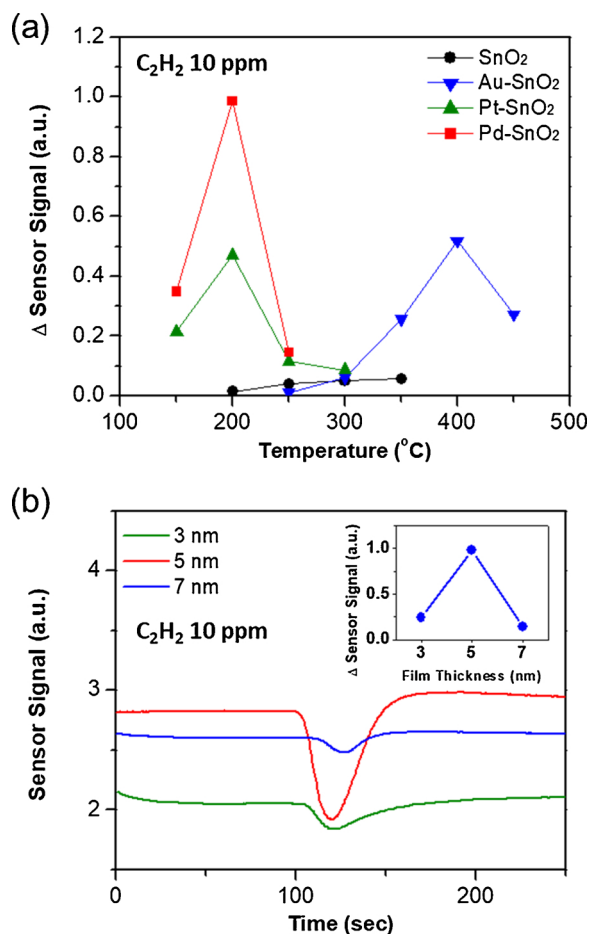 (a)
1.2
1.0
0.8
0.6
0.4
0.2
0.0
Δ Sensor Signal (a.u.)
C₂H₂ 10 ppm
SnO₂
Au-SnO₂
Pt-SnO₂
Pd-SnO₂
100 200 300 400 500
Temperature (°C)
(b)
4
3
2
Sensor Signal (a.u.)
3 nm
5 nm
7 nm
C₂H₂ 10 ppm
Δ Sensor Signal (a.u.)
1.0
0.5
0.0
3 5 7
Film Thickness (nm)
0 100 200
Time (sec)